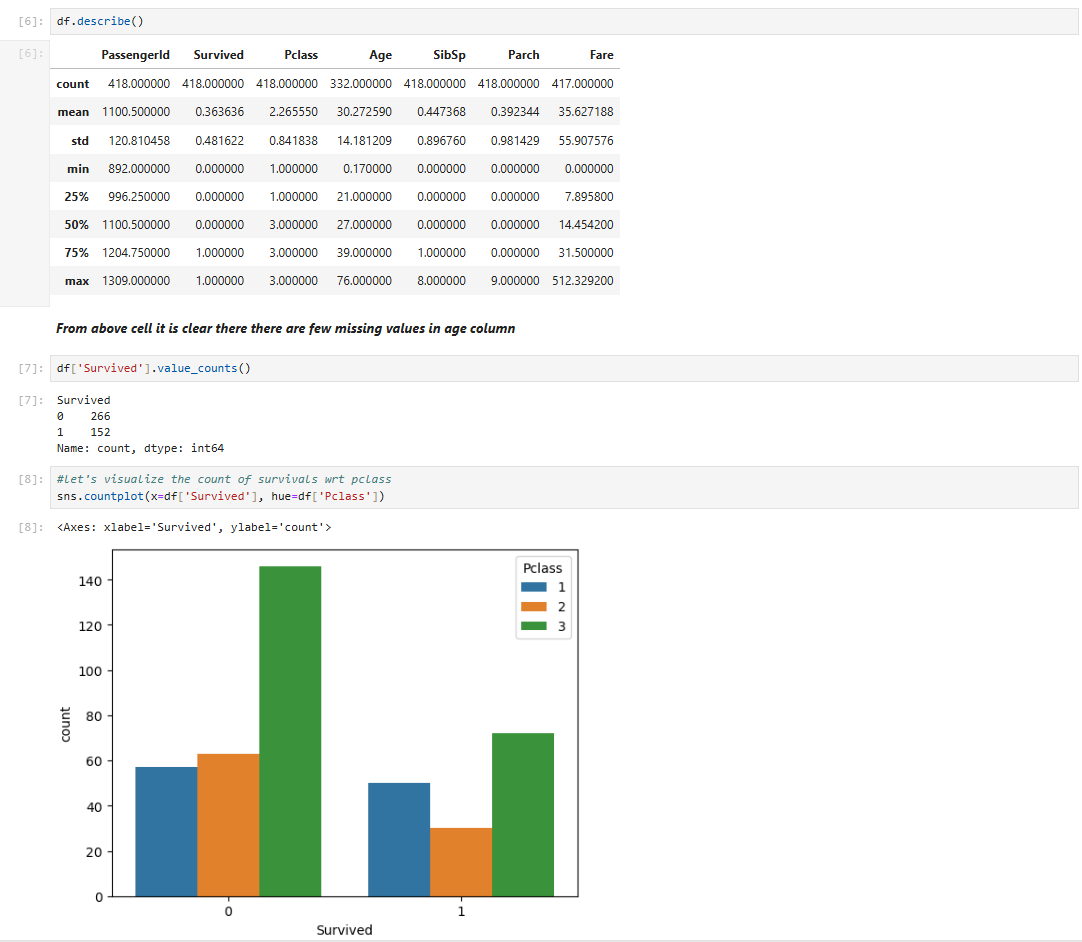 [6]: df.describe()
[6]: PassengerId Survived Pclass Age SibSp Parch Fare
count 418.000000 418.000000 418.000000 332.000000 418.000000 418.000000 417.000000
mean 1100.500000 0.363636 2.265550 30.272590 0.447368 0.392344 35.627188
std 120.810458 0.481622 0.841838 14.181209 0.896760 0.981429 55.907576
min 892.000000 0.000000 1.000000 0.170000 0.000000 0.000000 0.000000
25% 996.250000 0.000000 1.000000 21.000000 0.000000 0.000000 7.895800
50% 1100.500000 0.000000 3.000000 27.000000 0.000000 0.000000 14.454200
75% 1204.750000 1.000000 3.000000 39.000000 1.000000 0.000000 31.500000
max 1309.000000 1.000000 3.000000 76.000000 8.000000 9.000000 512.329200
From above cell it is clear there there are few missing values in age column
[7]: df['Survived'].value_counts()
[7]: Survived
0 266
1 152
Name: count, dtype: int64
[8]: #let's visualize the count of survivals wrt pclass
sns.countplot(x=df['Survived'], hue=df['Pclass'])
[8]: <Axes: xlabel='Survived', ylabel='count'>
Pclass
1
2
3
140
120
100
80
60
40
20
0
count
0 1
Survived